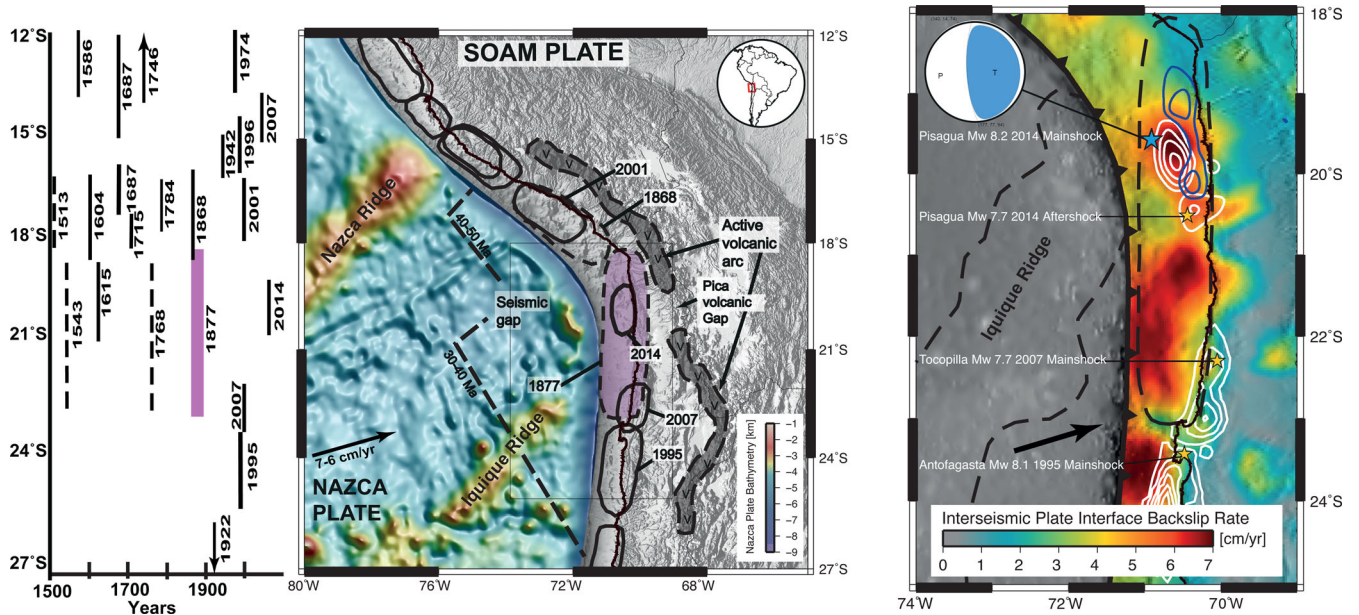 12°S
15°S
18°S
21°S
24°S
27°S
1586
1687
1746
1974
2007
1996
1942
1513
1604
1687
1715
1784
1868
2001
1543
1615
1768
1877
2014
2007
1995
1922
1500
1700
1900
Years
SOAM PLATE
12°S
15°S
18°S
21°S
24°S
27°S
Nazca Ridge
40-50 Ma
2001
1868
Active
volcanic
arc
Seismic
gap
Pica
volcanic
Gap
30-40 Ma
2014
1877
2007
1995
7-6 cm/yr
NAZCA
PLATE
Iquique Ridge
Nazca Plate Bathymetry [km]
−1
−2
−3
−4
−5
−6
−7
−8
−9
80°W
76°W
72°W
68°W
18°S
20°S
22°S
24°S
P
T
Pisagua Mw 8.2 2014 Mainshock
Pisagua Mw 7.7 2014 Aftershock
Iquique Ridge
Tocopilla Mw 7.7 2007 Mainshock
Antofagasta Mw 8.1 1995 Mainshock
Interseismic Plate Interface Backslip Rate
[cm/yr]
0 1 2 3 4 5 6 7
74°W
72°W
70°W